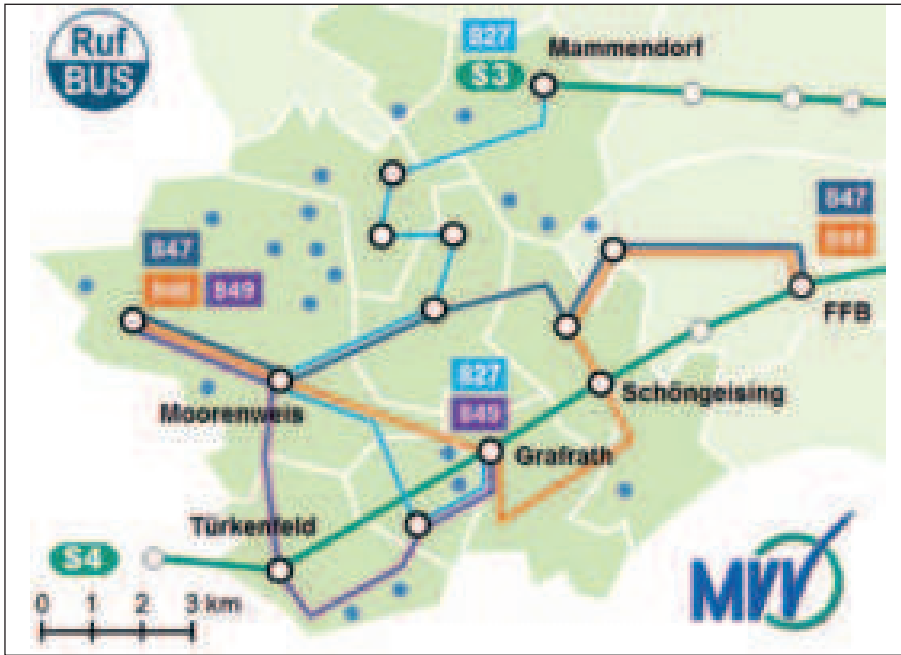 Ruf
BUS
827
S3
Mammendorf
847
FFB
847
849
827
849
Moorenweis
Schöngeising
Grafrath
Türkenfeld
S4
0 1 2 3 km
MVV